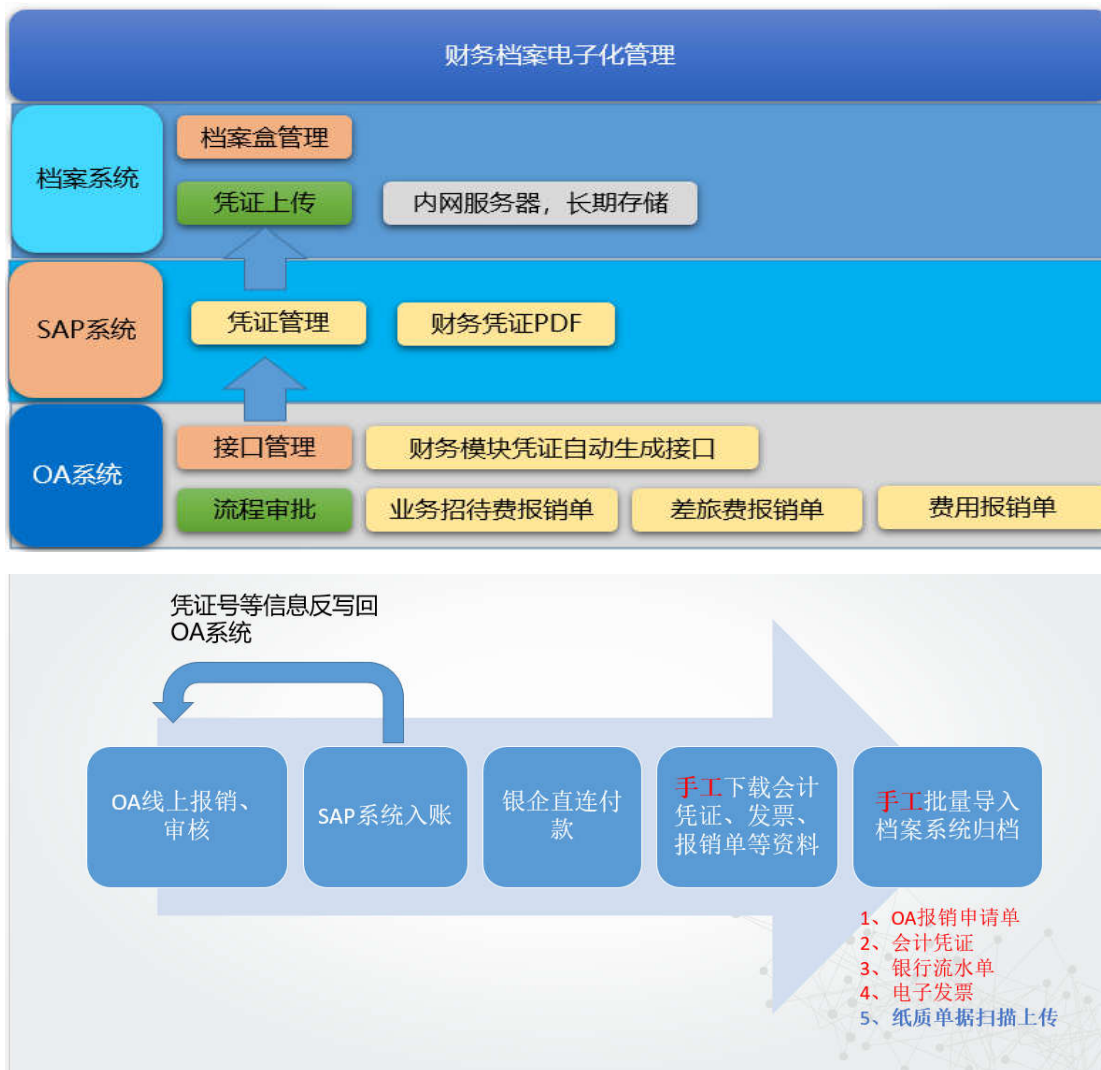 财务档案电子化管理
档案系统
档案盒管理
凭证上传
内网服务器，长期存储
SAP系统
凭证管理
财务凭证PDF
OA系统
接口管理
财务模块凭证自动生成接口
流程审批
业务招待费报销单
差旅费报销单
费用报销单
凭证号等信息反写回
OA系统
OA线上报销、
审核
SAP系统入账
银企直连付
款
手工下载会计
凭证、发票、
报销单等资料
手工批量导入
档案系统归档
1、OA报销申请单
2、会计凭证
3、银行流水单
4、电子发票
5、纸质单据扫描上传